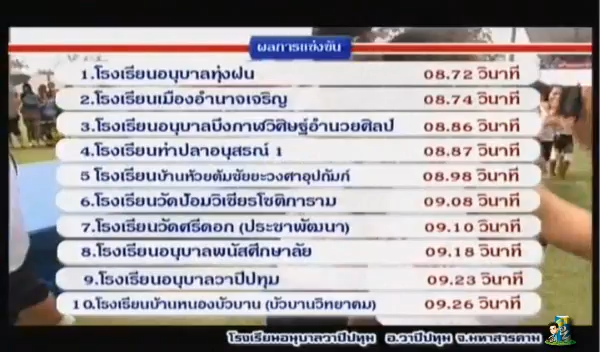 ผลการแข่งขัน
1.โรงเรียนอนุบาลทุ่งฝน 08.72 วินาที
2.โรงเรียนเมืองอำนาจเจริญ 08.74 วินาที
3.โรงเรียนอนุบาลบึงกาฬวิศิษฐ์อำนวยศิลป์ 08.86 วินาที
4.โรงเรียนท่าปลาอนุสรณ์ 1 08.87 วินาที
5 โรงเรียนบ้านห้วยต้มชัยยะวงศาอุปถัมภ์ 08.98 วินาที
6.โรงเรียนวัดป้อมวิเชียรโชติการาม 09.08 วินาที
7.โรงเรียนวัดศรีดอก (ประชาพัฒนา) 09.10 วินาที
8.โรงเรียนอนุบาลพนัสศึกษาลัย 09.18 วินาที
9.โรงเรียนอนุบาลวาปีปทุม 09.23 วินาที
10.โรงเรียนบ้านหนองบัวบาน (บัวบานวิทยาคม) 09.26 วินาที
โรงเรียนอนุบาลวาปีปทุม อ.วาปีปทุม จ.มหาสารคาม